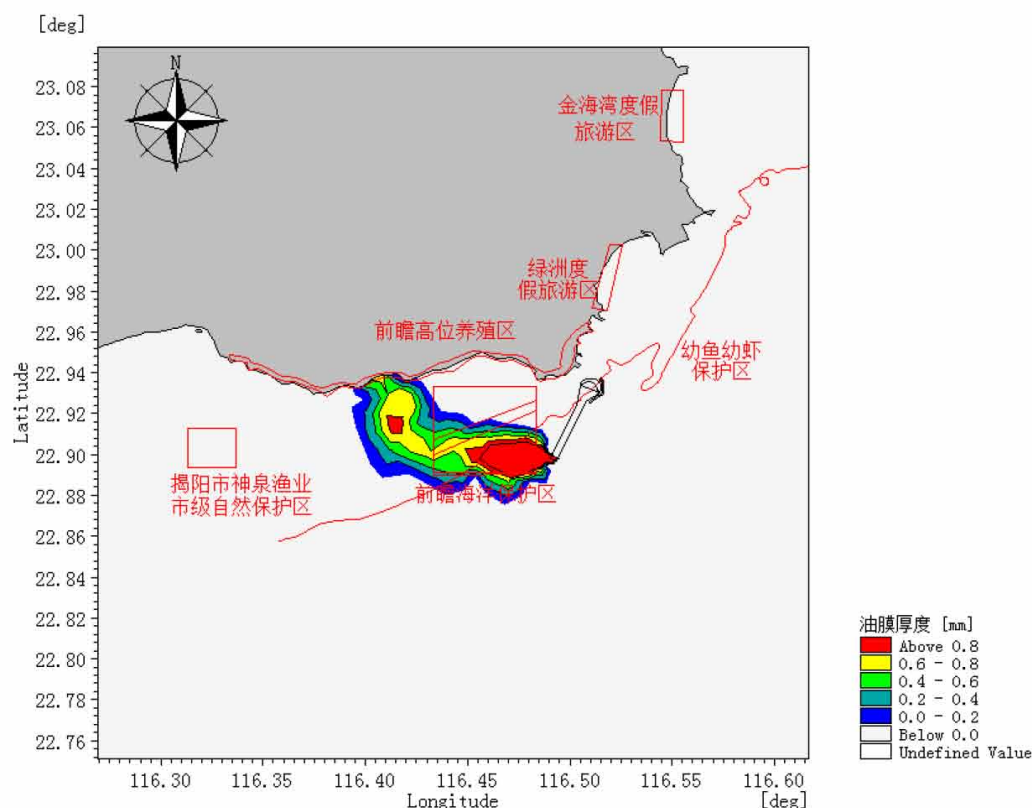 [deg]
N
23.08
23.06
23.04
23.02
23.00
22.98
22.96
22.94
22.92
22.90
22.88
22.86
22.84
22.82
22.80
22.78
22.76
Latitude
金海湾度假
旅游区
绿洲度
假旅游区
前瞻高位养殖区
幼鱼幼虾
保护区
揭阳市神泉渔业
市级自然保护区
前瞻海洋保护区
116.30
116.35
116.40
116.45
116.50
116.55
116.60
Longitude
[deg]
油膜厚度 [mm]
Above 0.8
0.6 - 0.8
0.4 - 0.6
0.2 - 0.4
0.0 - 0.2
Below 0.0
Undefined Value